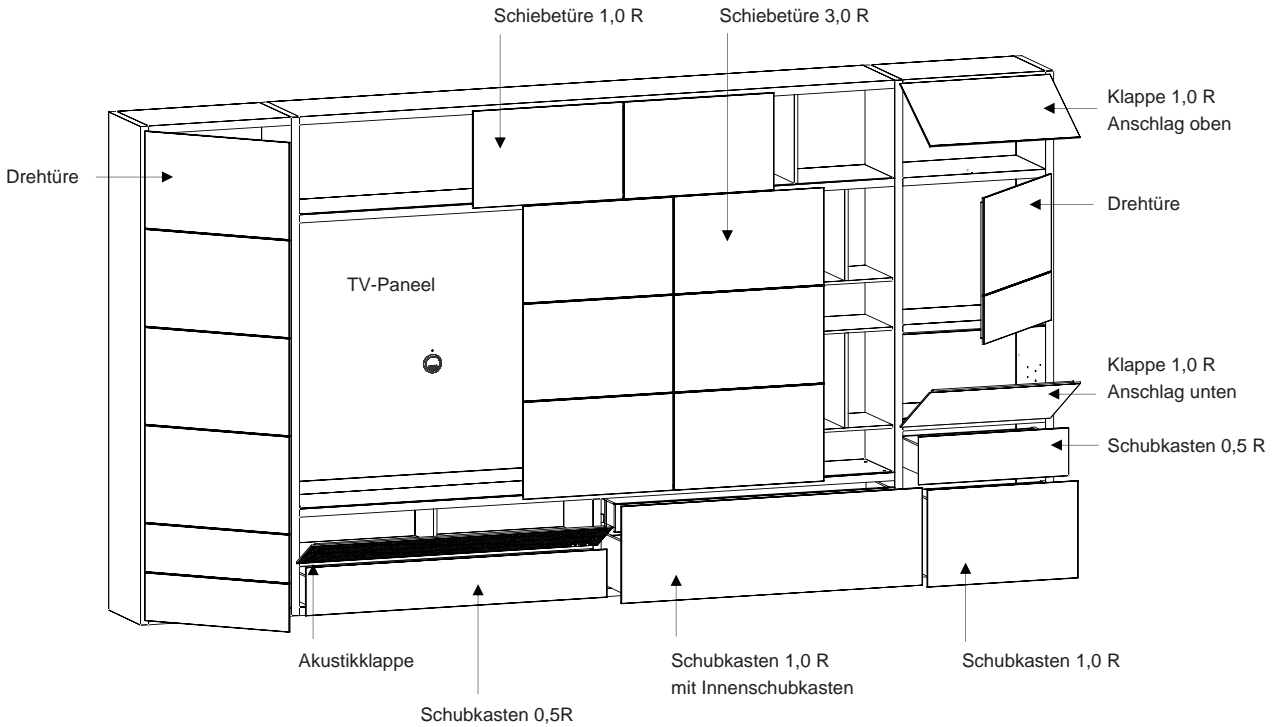 Schiebetüre 1,0 R
Schiebetüre 3,0 R
Klappe 1,0 R
Anschlag oben
Drehtüre
Drehtüre
TV-Paneel
Klappe 1,0 R
Anschlag unten
Schubkasten 0,5 R
Akustikklappe
Schubkasten 1,0 R
mit Innenschubkasten
Schubkasten 1,0 R
Schubkasten 0,5R